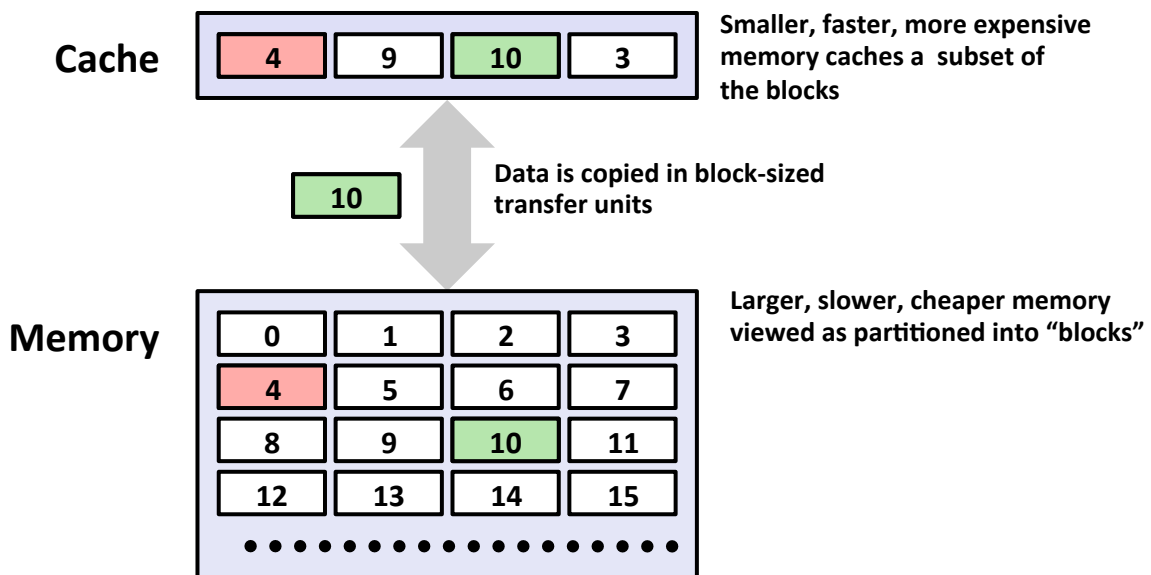 Cache
4 9 10 3
Smaller, faster, more expensive
memory caches a  subset of
the blocks
10
Data is copied in block-sized
transfer units
Memory
Larger, slower, cheaper memory
viewed as partitioned into “blocks”
0 1 2 3
4 5 6 7
8 9 10 11
12 13 14 15